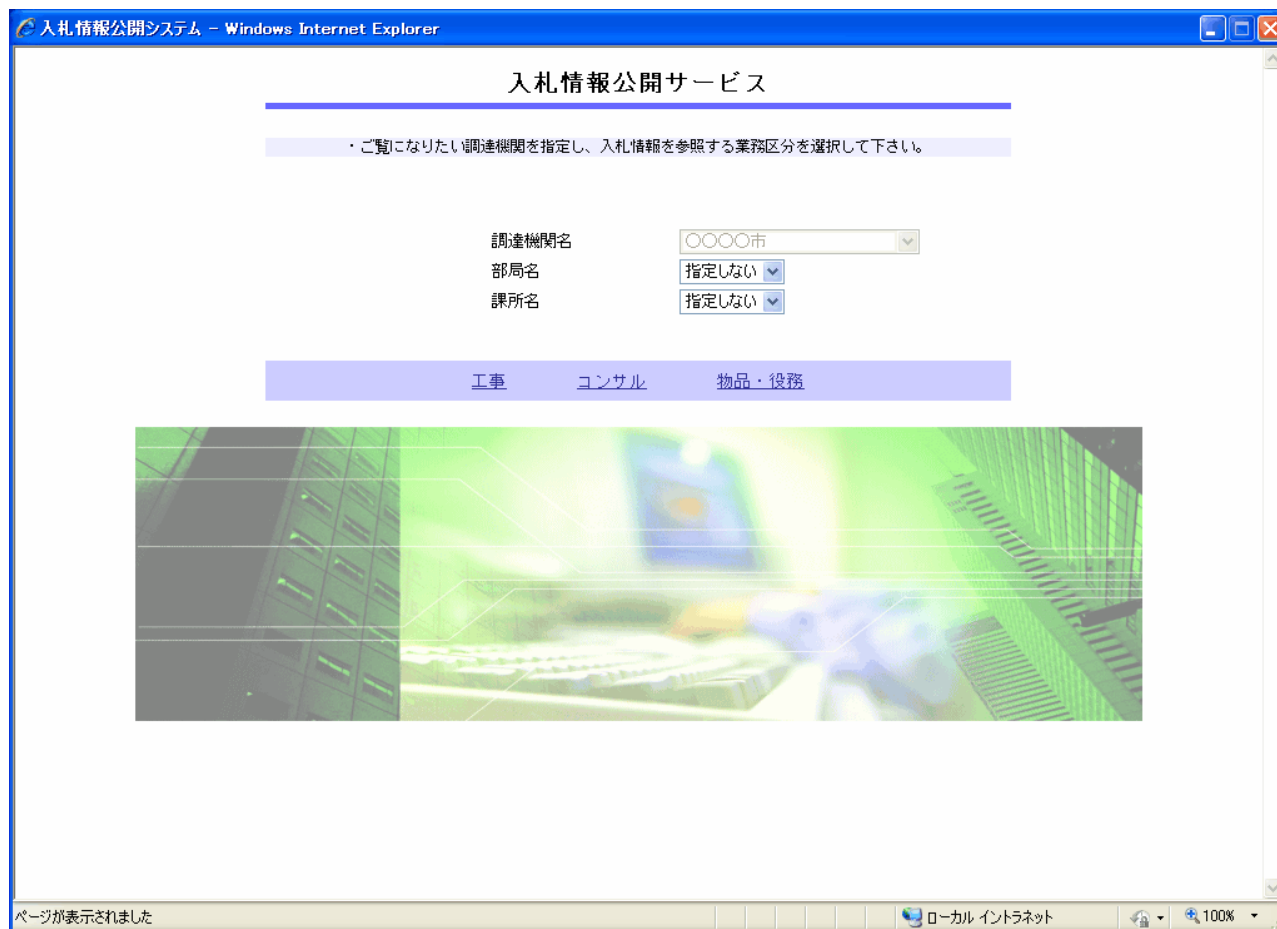 入札情報公開システム - Windows Internet Explorer
入札情報公開サービス
・ご覧になりたい調達機関を指定し、入札情報を参照する業務区分を選択して下さい。
調達機関名 ○○○○市
部局名 指定しない
課所名 指定しない
工事 コンサル 物品・役務
ページが表示されました ローカル イントラネット 100%